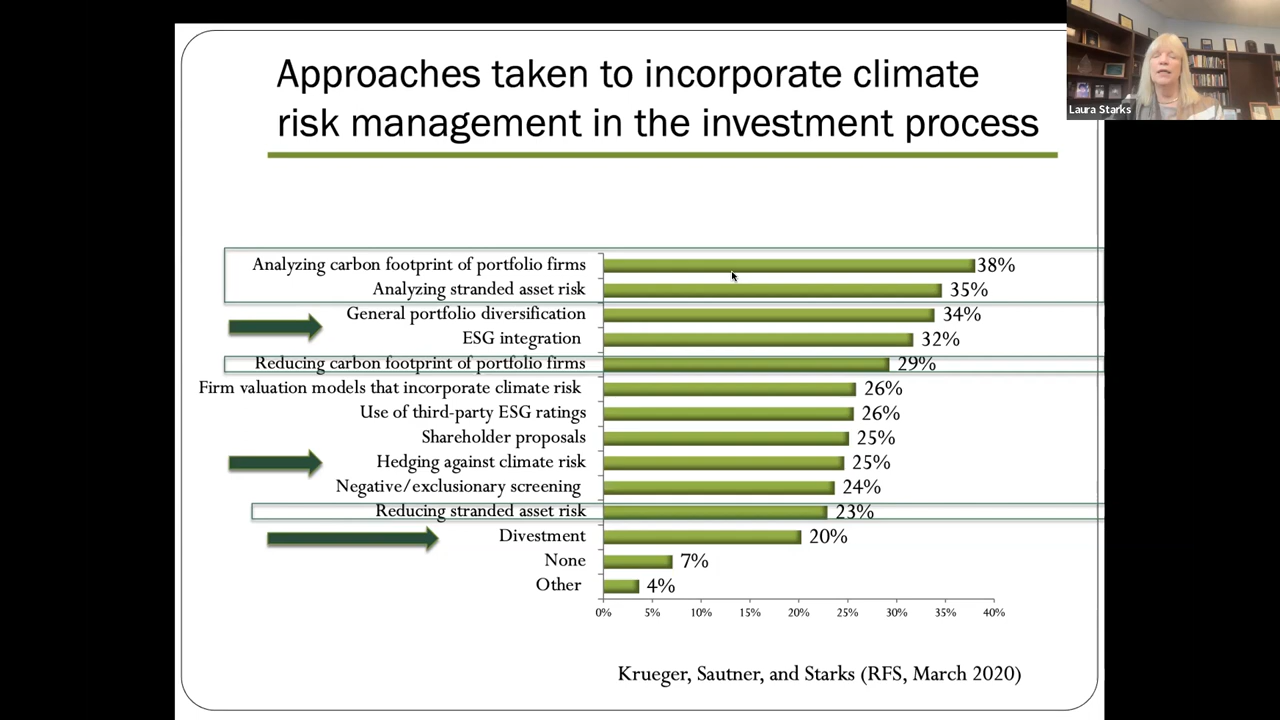 Approaches taken to incorporate climate
risk management in the investment process
Laura Starks
Analyzing carbon footprint of portfolio firms 38%
Analyzing stranded asset risk 35%
General portfolio diversification 34%
ESG integration 32%
Reducing carbon footprint of portfolio firms 29%
Firm valuation models that incorporate climate risk 26%
Use of third-party ESG ratings 26%
Shareholder proposals 25%
Hedging against climate risk 25%
Negative/exclusionary screening 24%
Reducing stranded asset risk 23%
Divestment 20%
None 7%
Other 4%
0% 5% 10% 15% 20% 25% 30% 35% 40%
Krueger, Sautner, and Starks (RFS, March 2020)